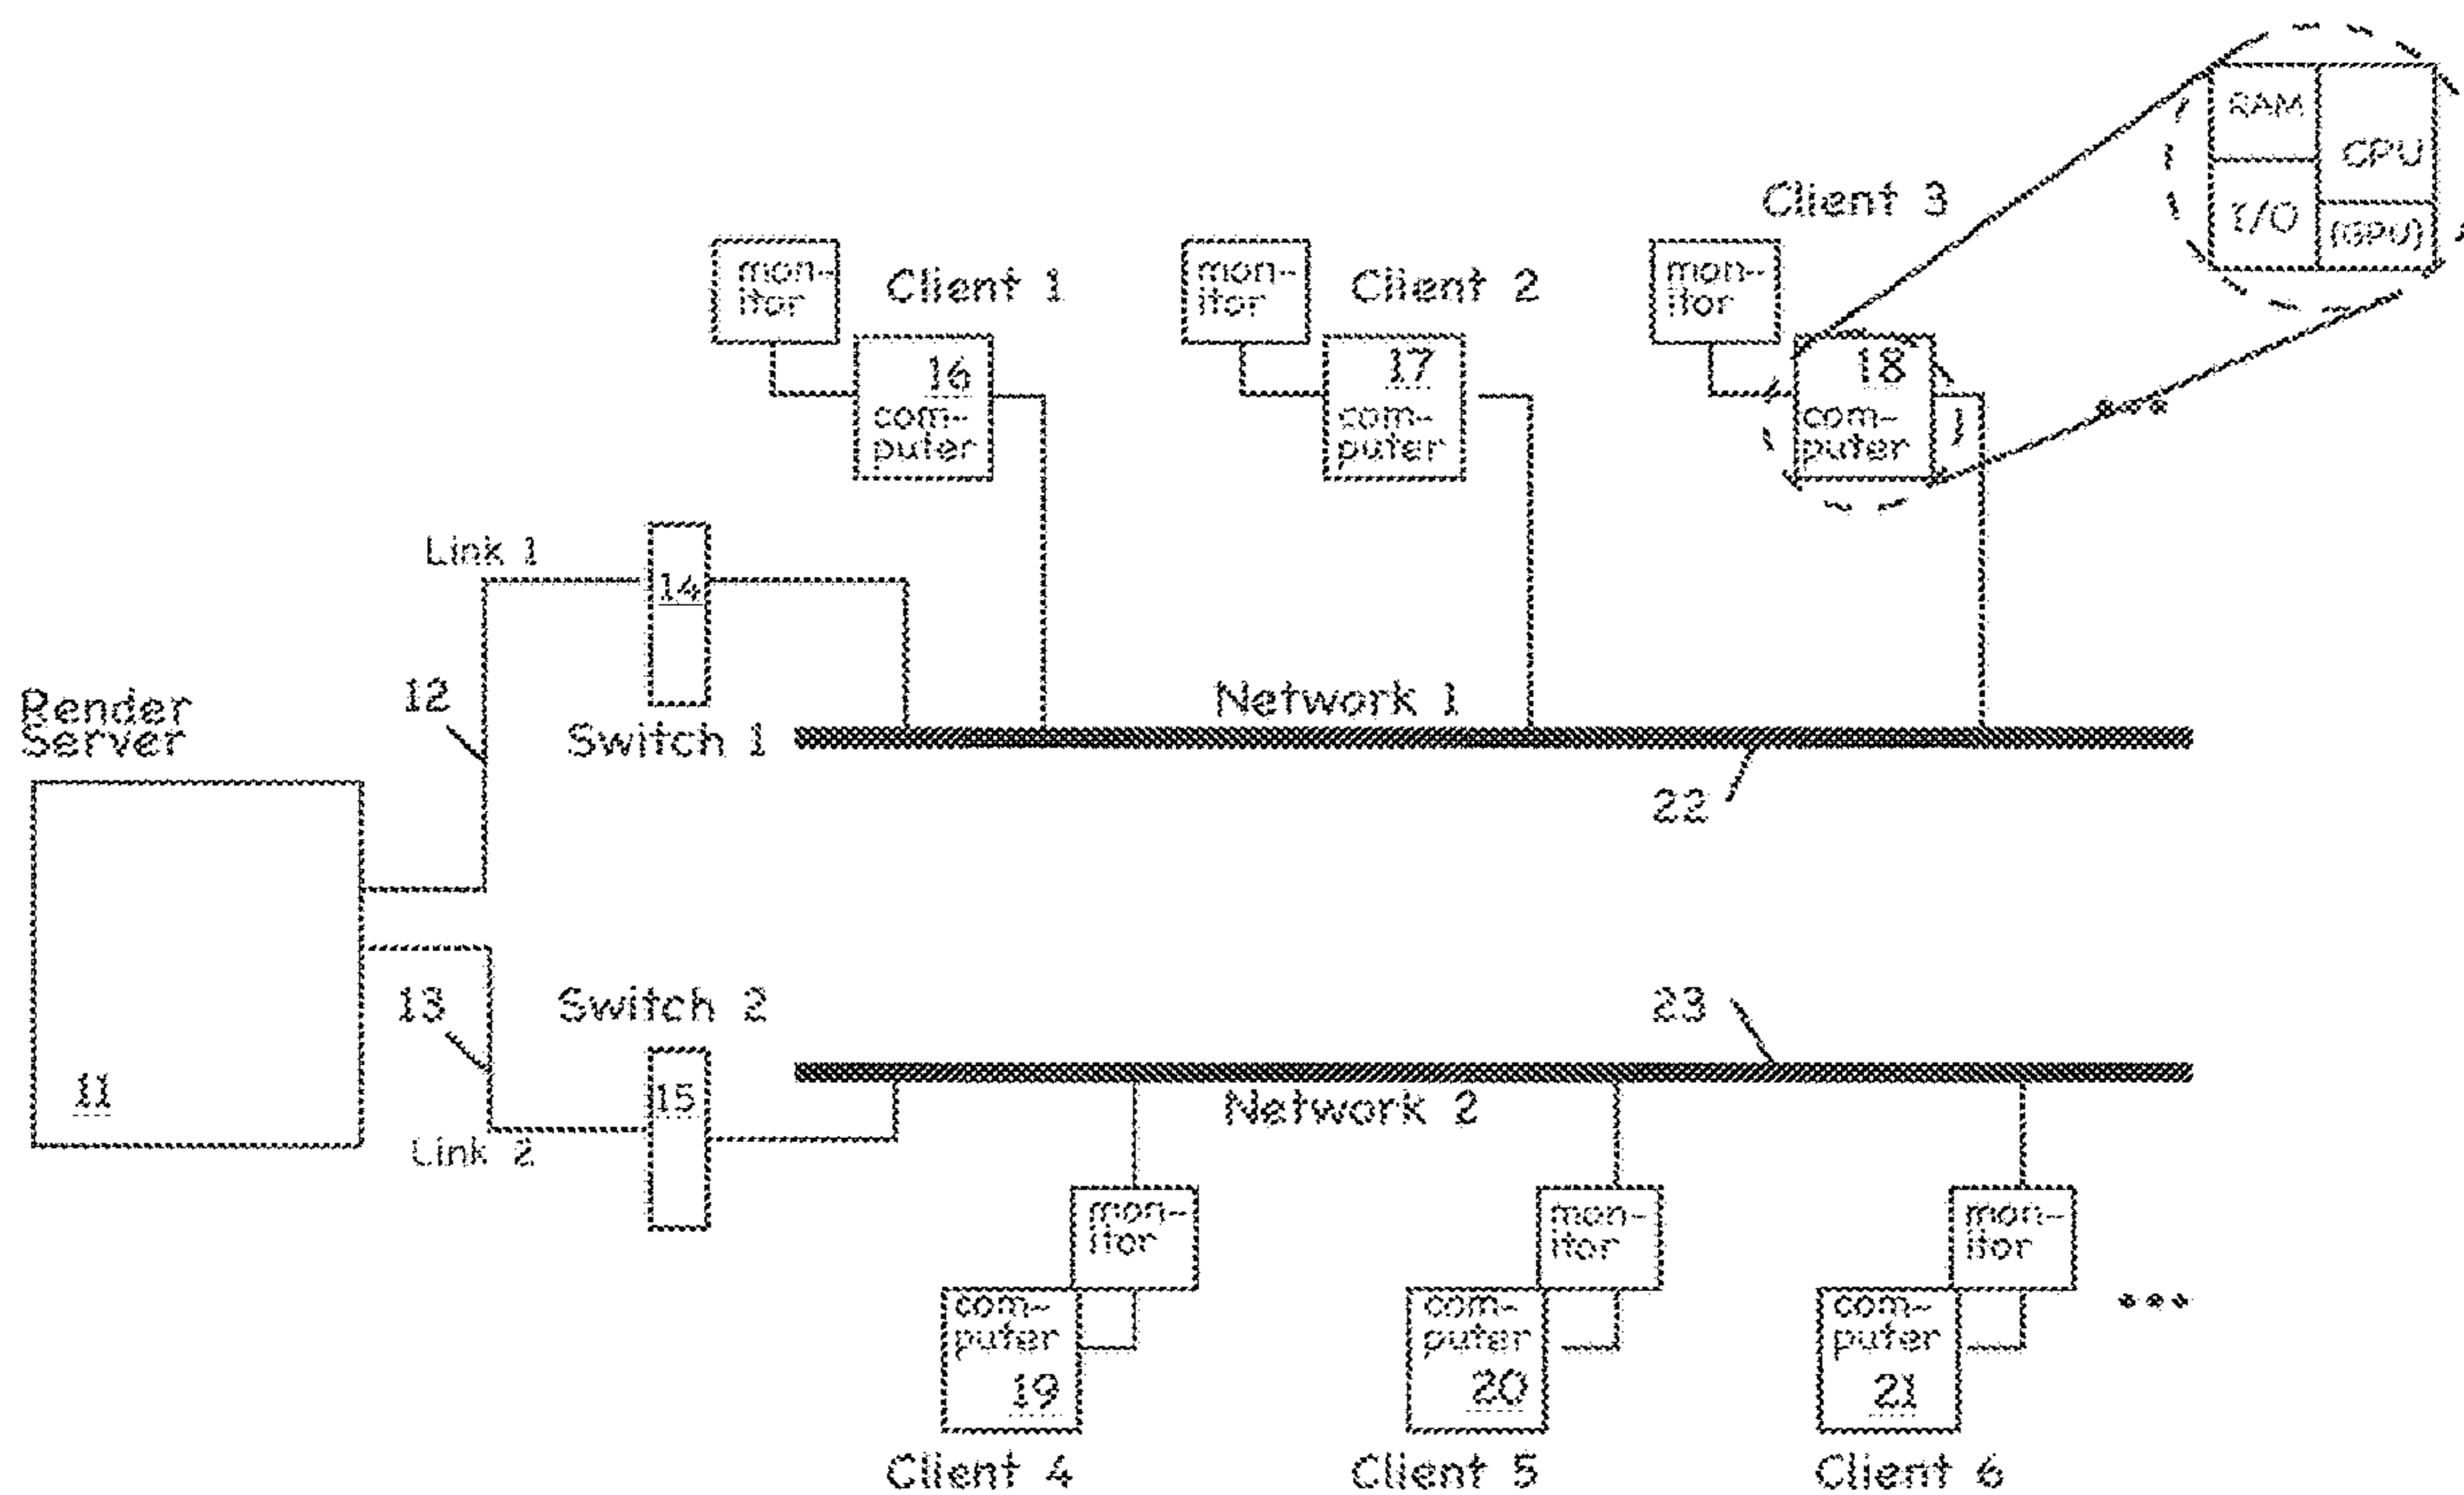 RAM
CPU
I/O
(GPU)
Client 3
mon-
itor
Client 1
mon-
itor
Client 2
mon-
itor
16
com-
puter
17
com-
puter
18
com-
puter
Link 1
14
12
Switch 1
Network 1
22
Render
Server
11
13
Switch 2
23
15
Link 2
Network 2
mon-
itor
mon-
itor
mon-
itor
com-
puter
19
com-
puter
20
com-
puter
21
Client 4
Client 5
Client 6